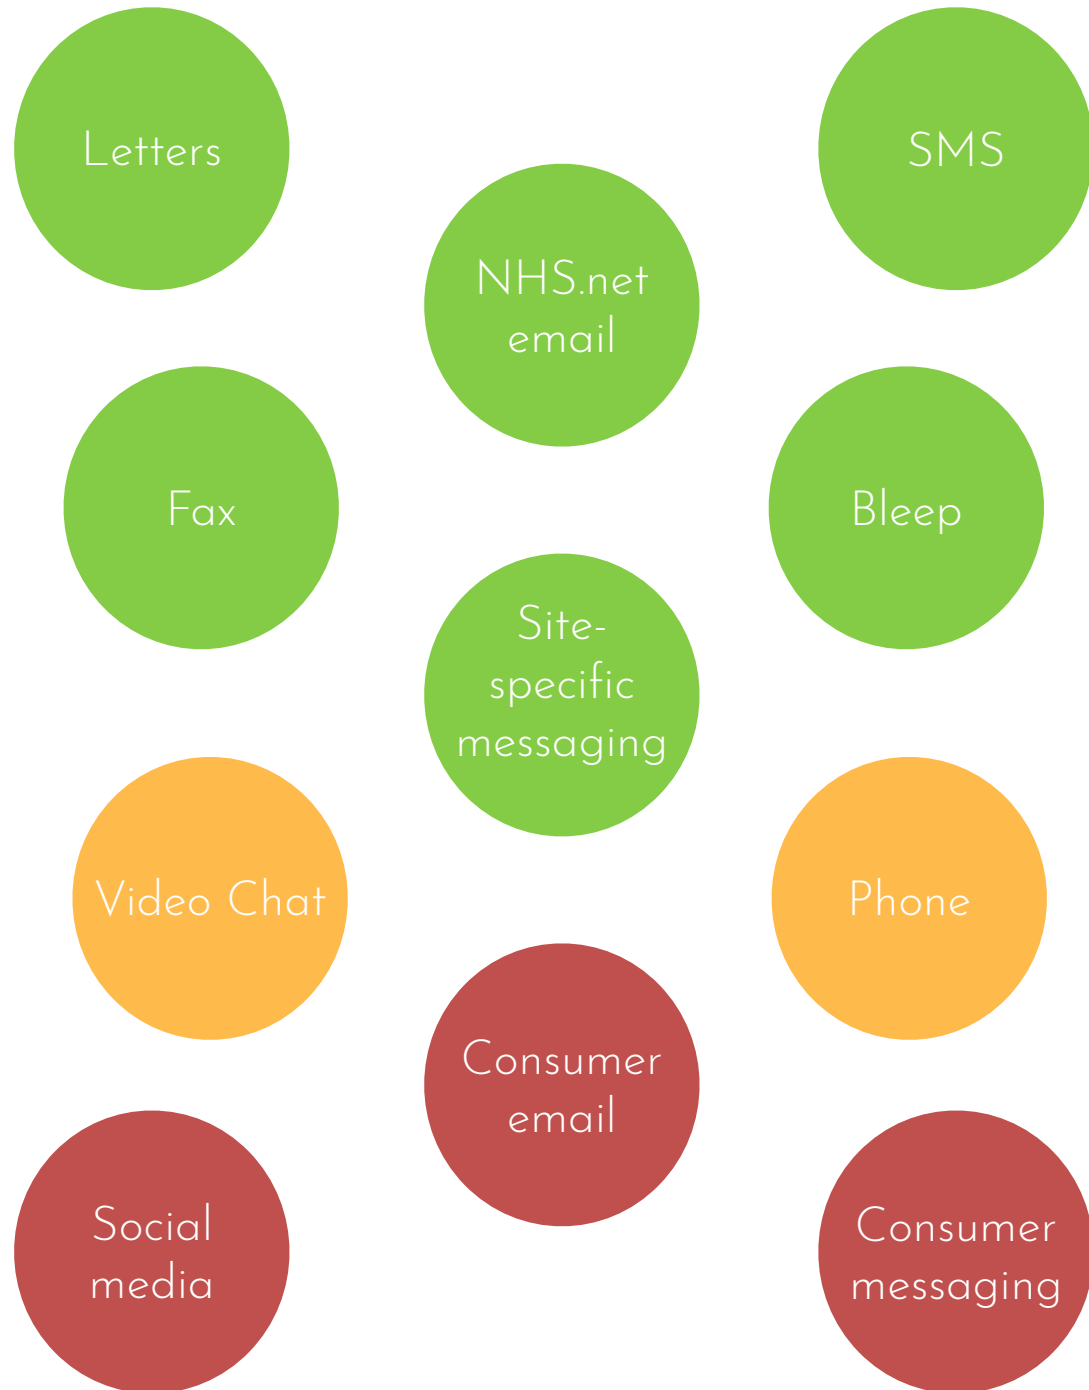 Letters
SMS
NHS.net
email
Fax
Bleep
Site-
specific
messaging
Video Chat
Phone
Consumer
email
Social
media
Consumer
messaging